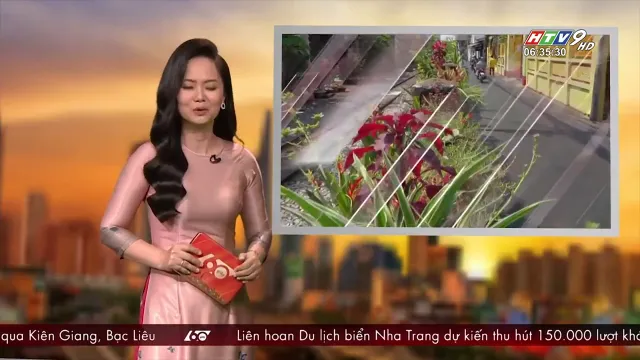 HTV9 HD
06:35:30
qua Kiên Giang, Bạc Liêu 60 Liên hoan Du lịch biển Nha Trang dự kiến thu hút 150.000 lượt